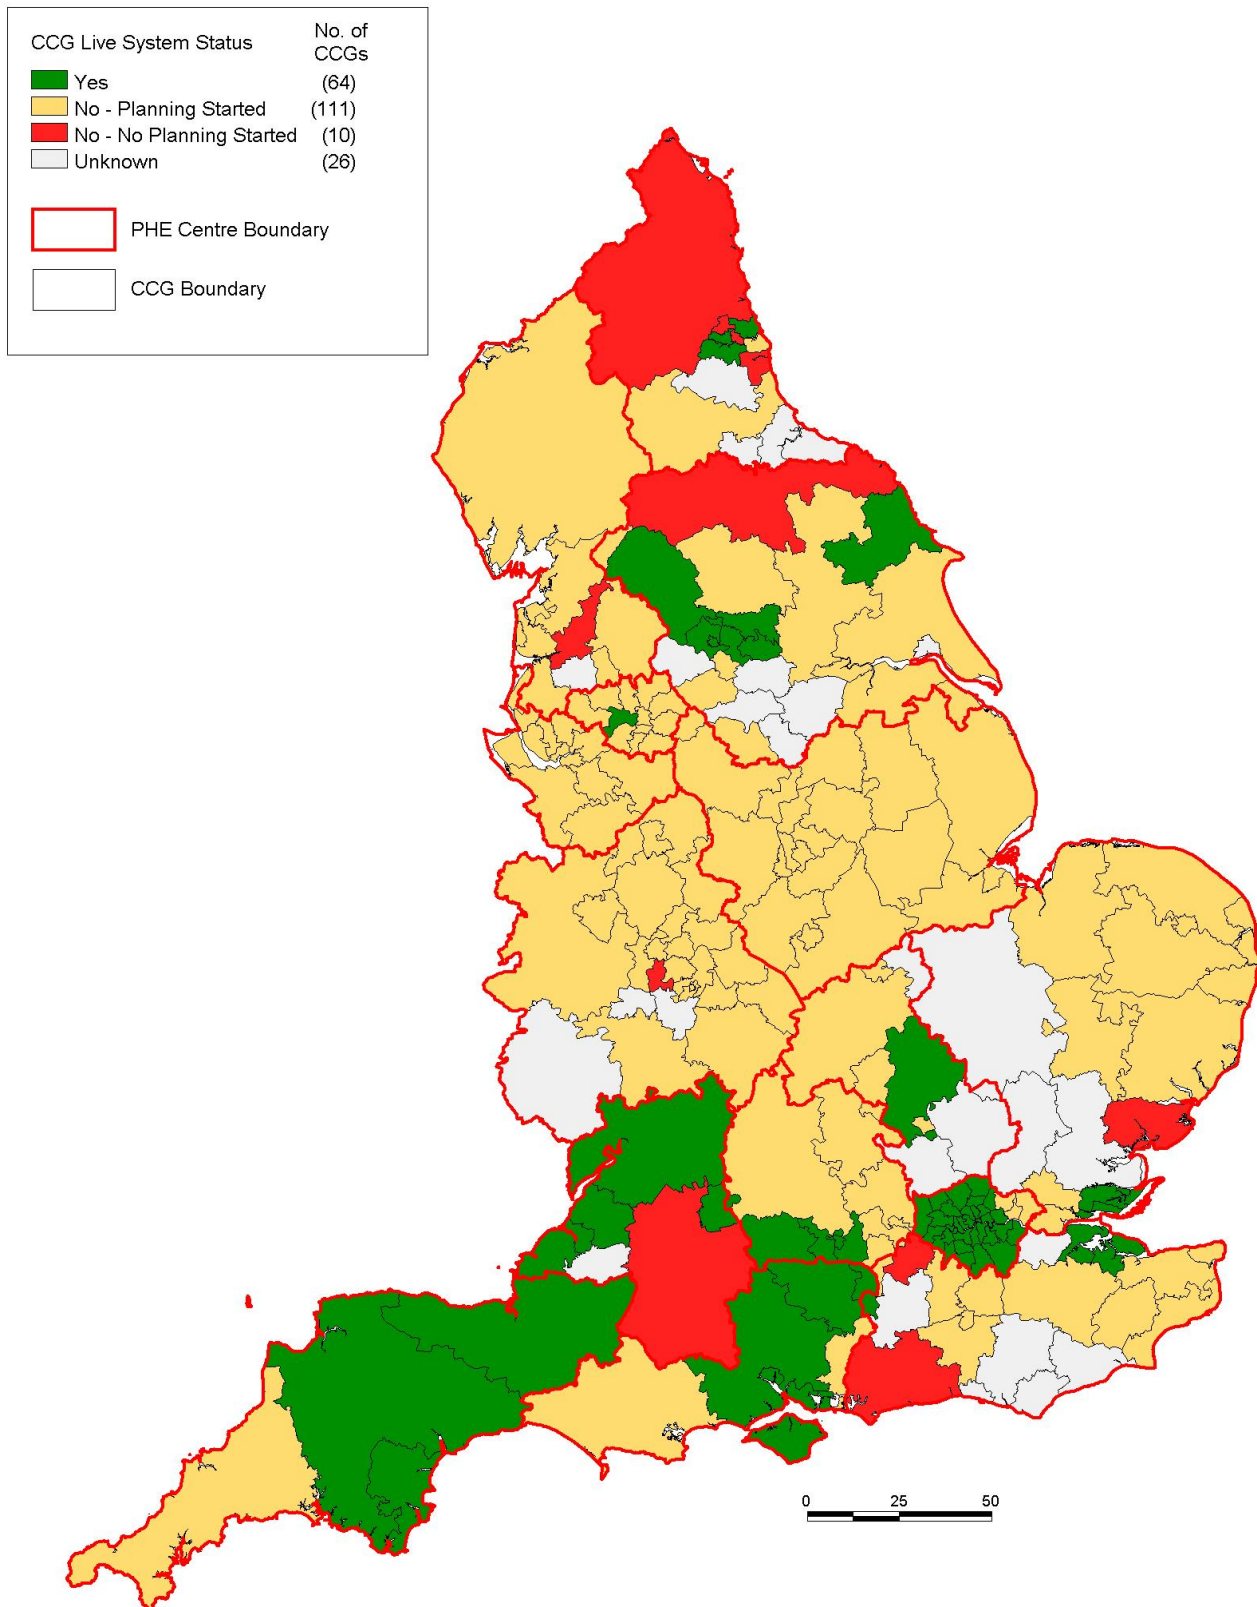 CCG Live System Status
No. of
CCGs
Yes (64)
No - Planning Started (111)
No - No Planning Started (10)
Unknown (26)
PHE Centre Boundary
CCG Boundary
0 25 50